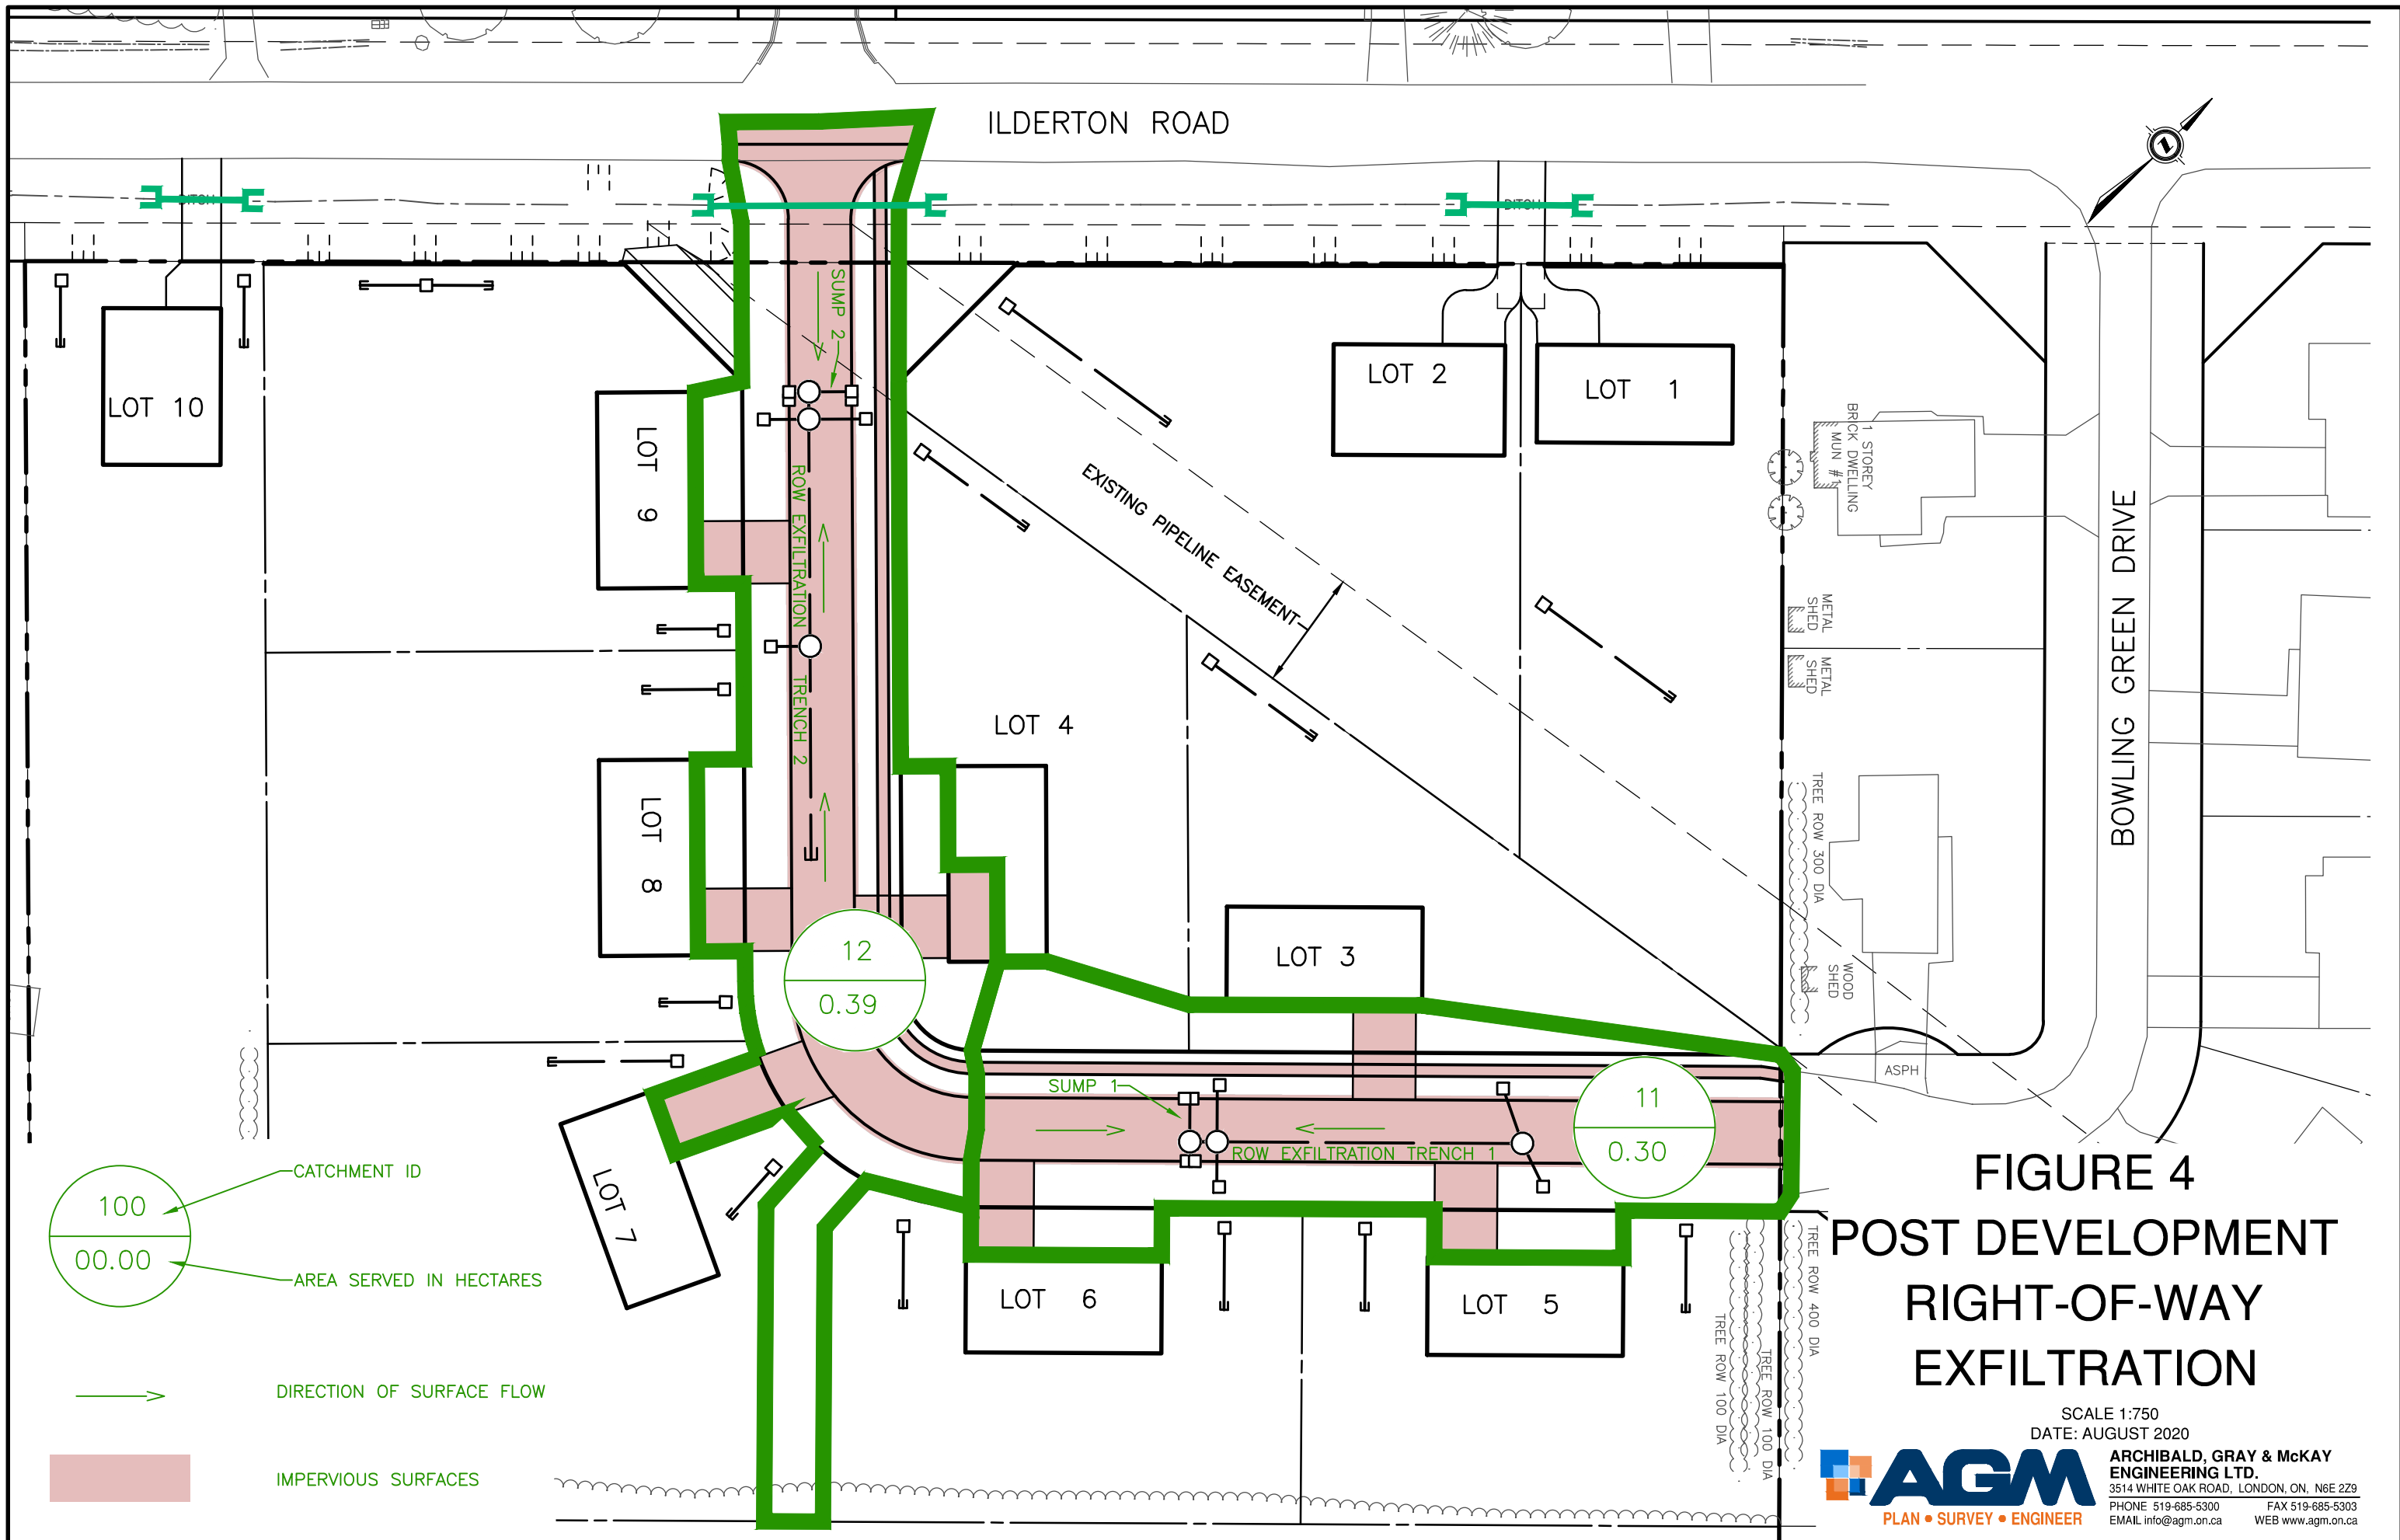 ILDERTON ROAD
DITCH
DITCH
SUMP 2
LOT 10
LOT 9
LOT 2
LOT 1
ROW EXFILTRATION TRENCH 2
EXISTING PIPELINE EASEMENT
1 STOREY
BRICK DWELLING
MUN #1
METAL
SHED
METAL
SHED
BOWLING GREEN DRIVE
LOT 4
LOT 8
TREE ROW 300 DIA
WOOD
SHED
12
0.39
LOT 3
SUMP 1
ROW EXFILTRATION TRENCH 1
11
0.30
ASPH
LOT 7
LOT 6
LOT 5
TREE ROW 400 DIA
TREE ROW 100 DIA
TREE ROW 100 DIA
100
00.00
CATCHMENT ID
AREA SERVED IN HECTARES
DIRECTION OF SURFACE FLOW
IMPERVIOUS SURFACES
FIGURE 4
POST DEVELOPMENT
RIGHT-OF-WAY
EXFILTRATION
SCALE 1:750
DATE: AUGUST 2020
AGM
PLAN • SURVEY • ENGINEER
ARCHIBALD, GRAY & McKAY
ENGINEERING LTD.
3514 WHITE OAK ROAD, LONDON, ON, N6E 2Z9
PHONE 519-685-5300 FAX 519-685-5303
EMAIL info@agm.on.ca WEB www.agm.on.ca